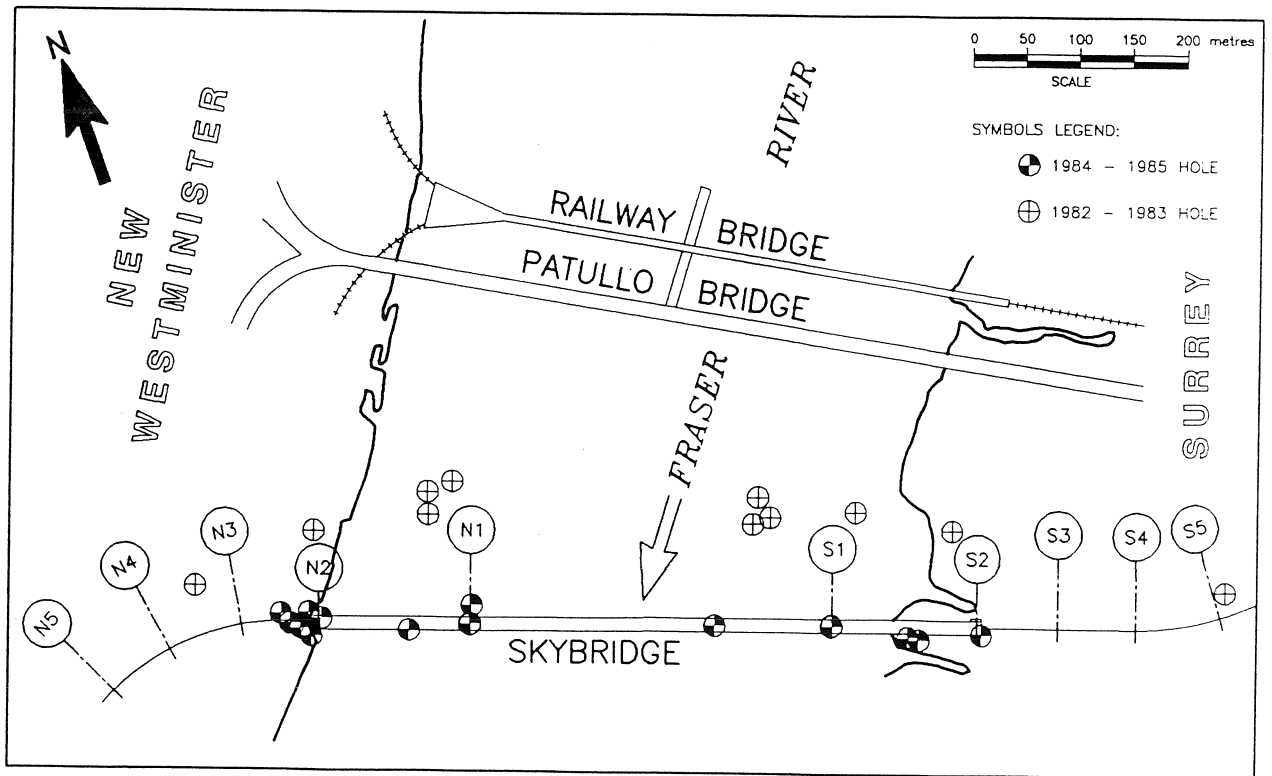 N
NEW
WESTMINISTER
RIVER
0 50 100 150 200 metres
SCALE
SYMBOLS LEGEND:
1984 - 1985 HOLE
1982 - 1983 HOLE
RAILWAY BRIDGE
PATULLO BRIDGE
SURREY
FRASER
N5
N4
N3
N2
N1
S1
S2
S3
S4
S5
SKYBRIDGE